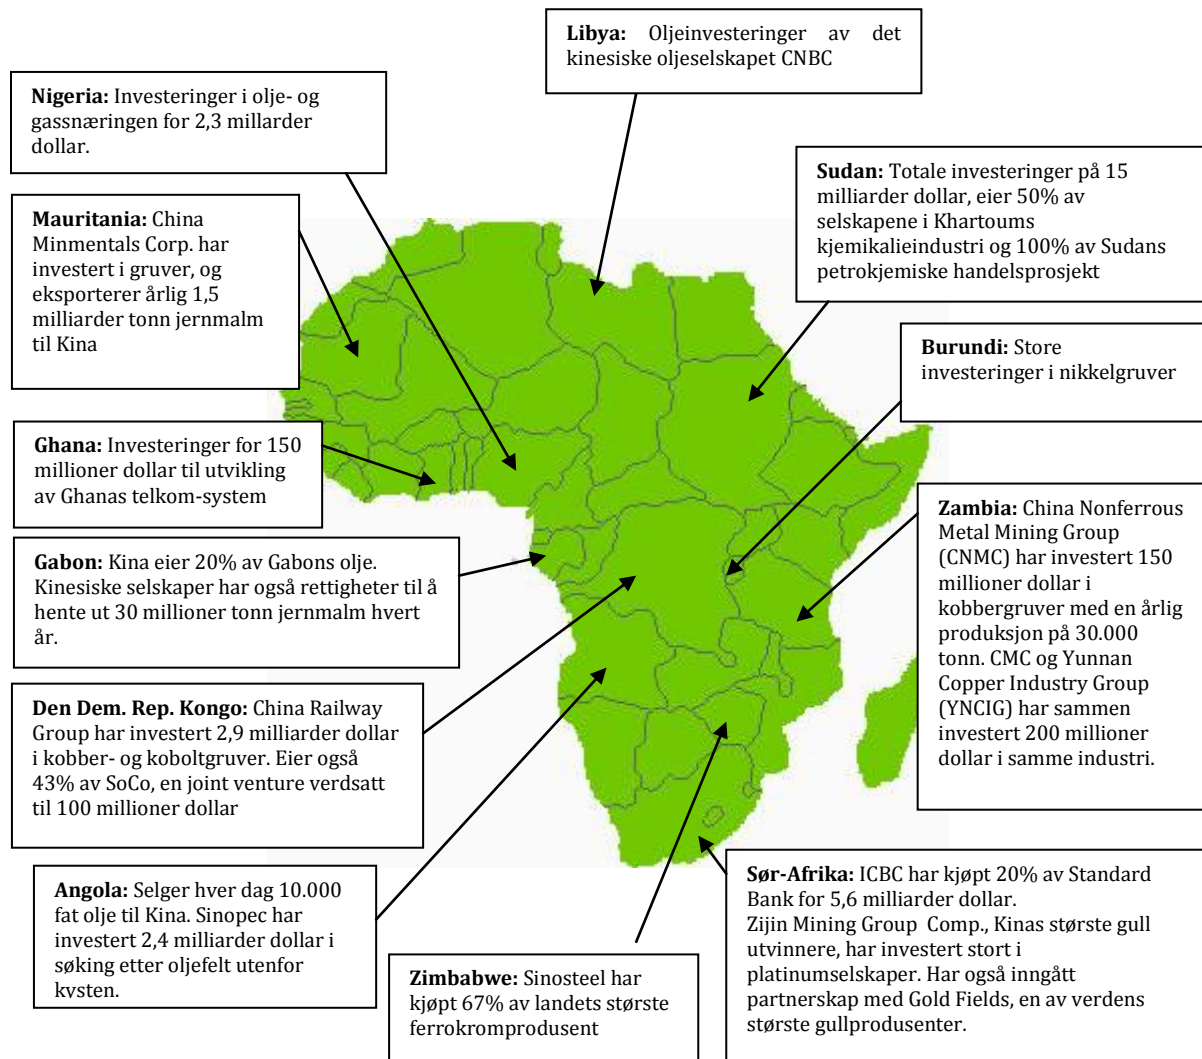 Libya: Oljeinvesteringer av det
kinesiske oljeselskapet CNBC
Nigeria: Investeringer i olje- og
gassnæringen for 2,3 millarder
dollar.
Sudan: Totale investeringer på 15
milliarder dollar, eier 50% av
selskapene i Khartoums
kjemikalieindustri og 100% av Sudans
petrokjemiske handelsprosjekt
Mauritania: China
Minmentals Corp. har
investert i gruver, og
eksporterer årlig 1,5
milliarder tonn jernmalm
til Kina
Burundi: Store
investeringer i nikkelgruver
Ghana: Investeringer for 150
millioner dollar til utvikling
av Ghanas telkom-system
Zambia: China Nonferrous
Metal Mining Group
(CNMC) har investert 150
millioner dollar i
kobbergruver med en årlig
produksjon på 30.000
tonn. CMC og Yunnan
Copper Industry Group
(YNCIG) har sammen
investert 200 millioner
dollar i samme industri.
Gabon: Kina eier 20% av Gabons olje.
Kinesiske selskaper har også rettigheter til å
hente ut 30 millioner tonn jernmalm hvert
år.
Den Dem. Rep. Kongo: China Railway
Group har investert 2,9 milliarder dollar
i kobber- og koboltgruver. Eier også
43% av SoCo, en joint venture verdsatt
til 100 millioner dollar
Angola: Selger hver dag 10.000
fat olje til Kina. Sinopec har
investert 2,4 milliarder dollar i
søking etter oljefelt utenfor
kysten.
Zimbabwe: Sinosteel har
kjøpt 67% av landets største
ferrokromprodusent
Sør-Afrika: ICBC har kjøpt 20% av Standard
Bank for 5,6 milliarder dollar.
Zijin Mining Group Comp., Kinas største gull
utvinnere, har investert stort i
platinumselskaper. Har også inngått
partnerskap med Gold Fields, en av verdens
største gullprodusenter.